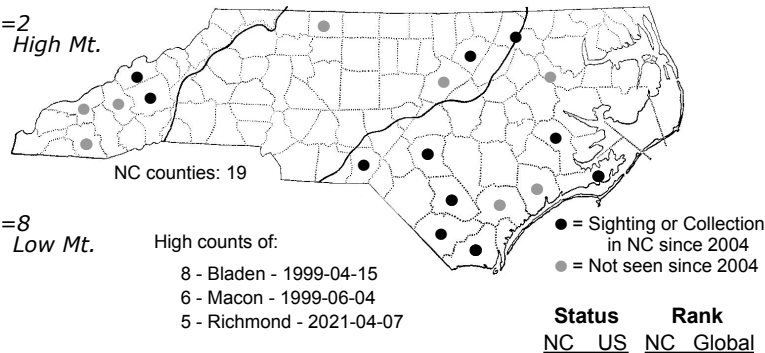 =2
High Mt.
NC counties: 19
=8
Low Mt.
High counts of:
8 - Bladen - 1999-04-15
6 - Macon - 1999-06-04
5 - Richmond - 2021-04-07
= Sighting or Collection
in NC since 2004
= Not seen since 2004
Status Rank
NC US NC Global